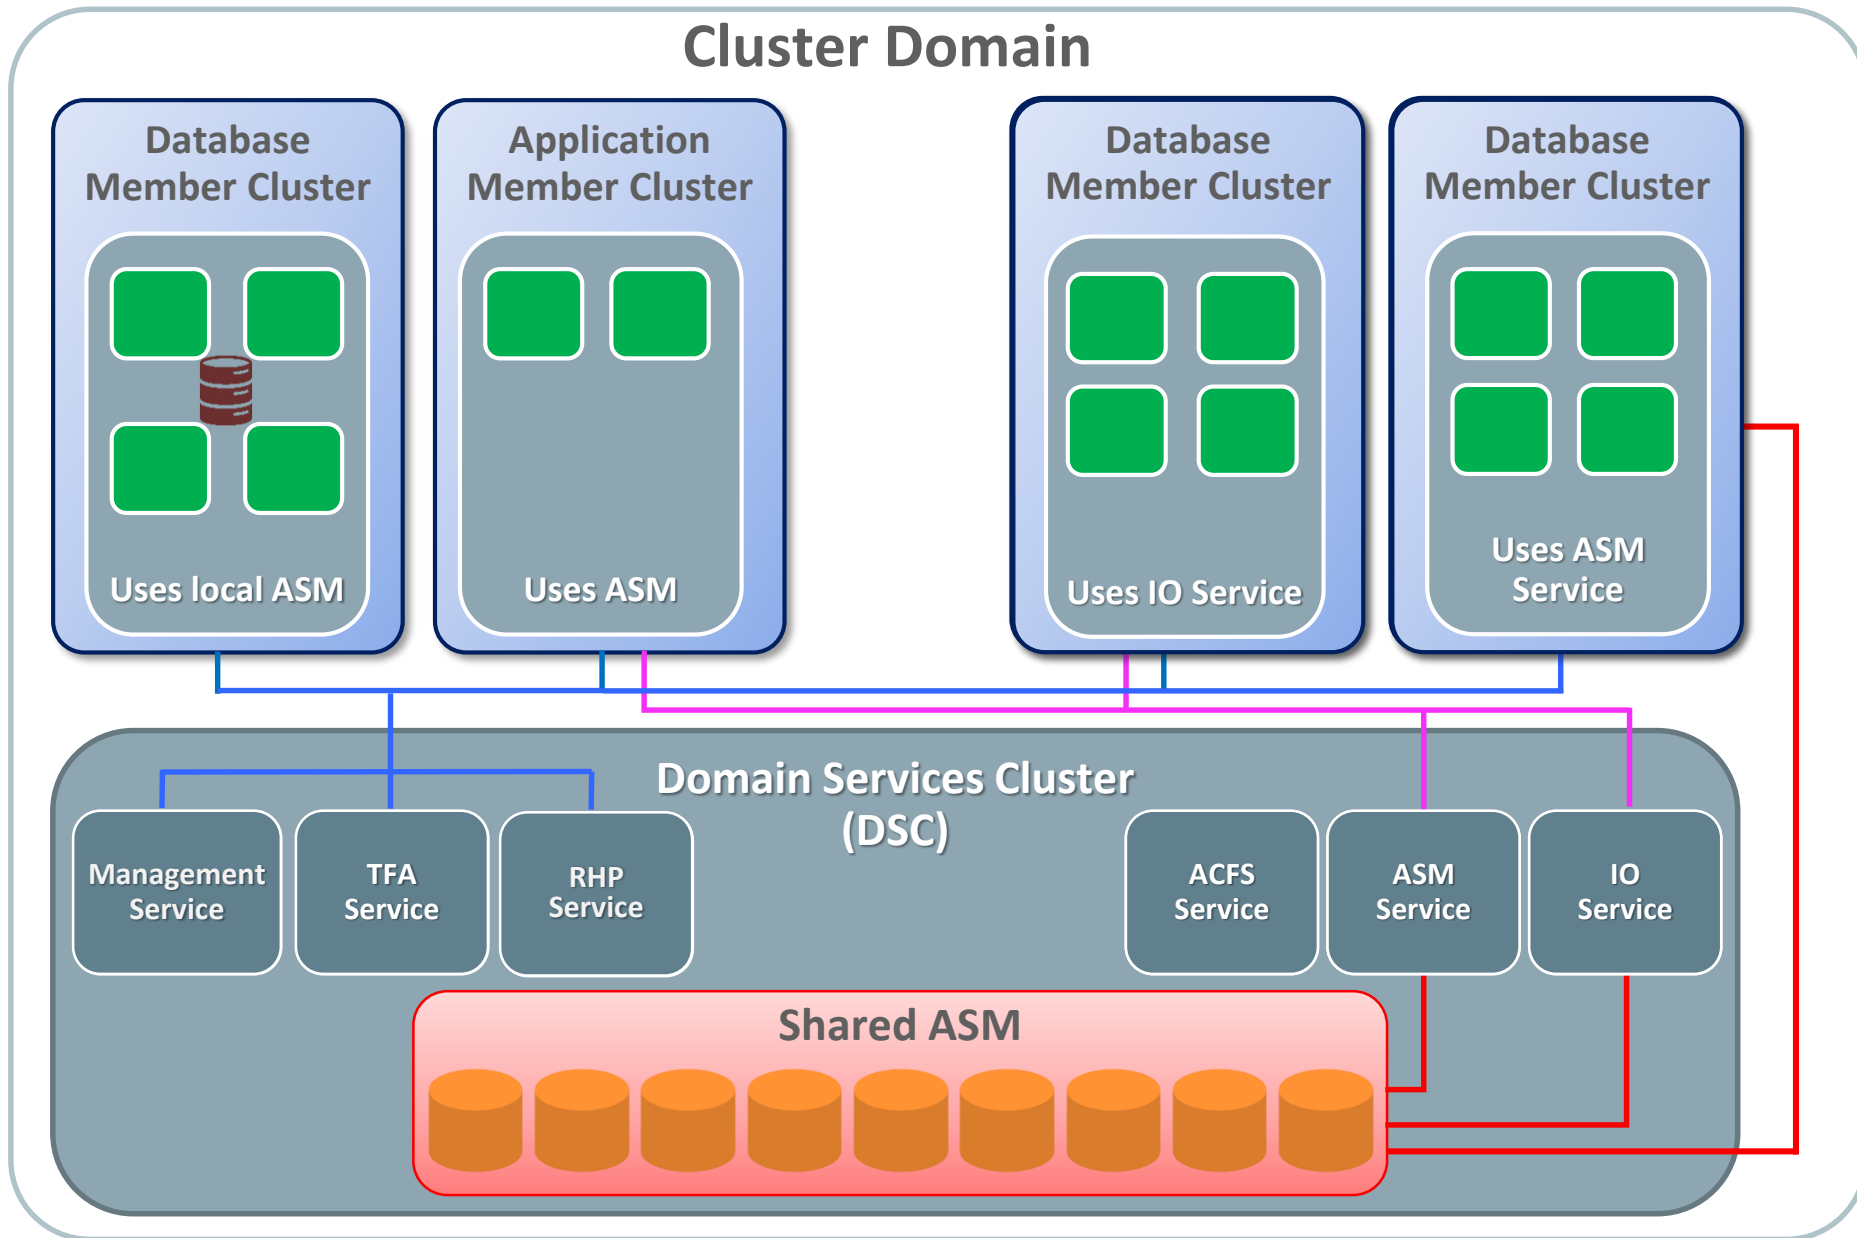 Cluster Domain
Database
Member Cluster
Uses local ASM
Application
Member Cluster
Uses ASM
Database
Member Cluster
Uses IO Service
Database
Member Cluster
Uses ASM
Service
Domain Services Cluster
(DSC)
Management
Service
TFA
Service
RHP
Service
ACFS
Service
ASM
Service
IO
Service
Shared ASM